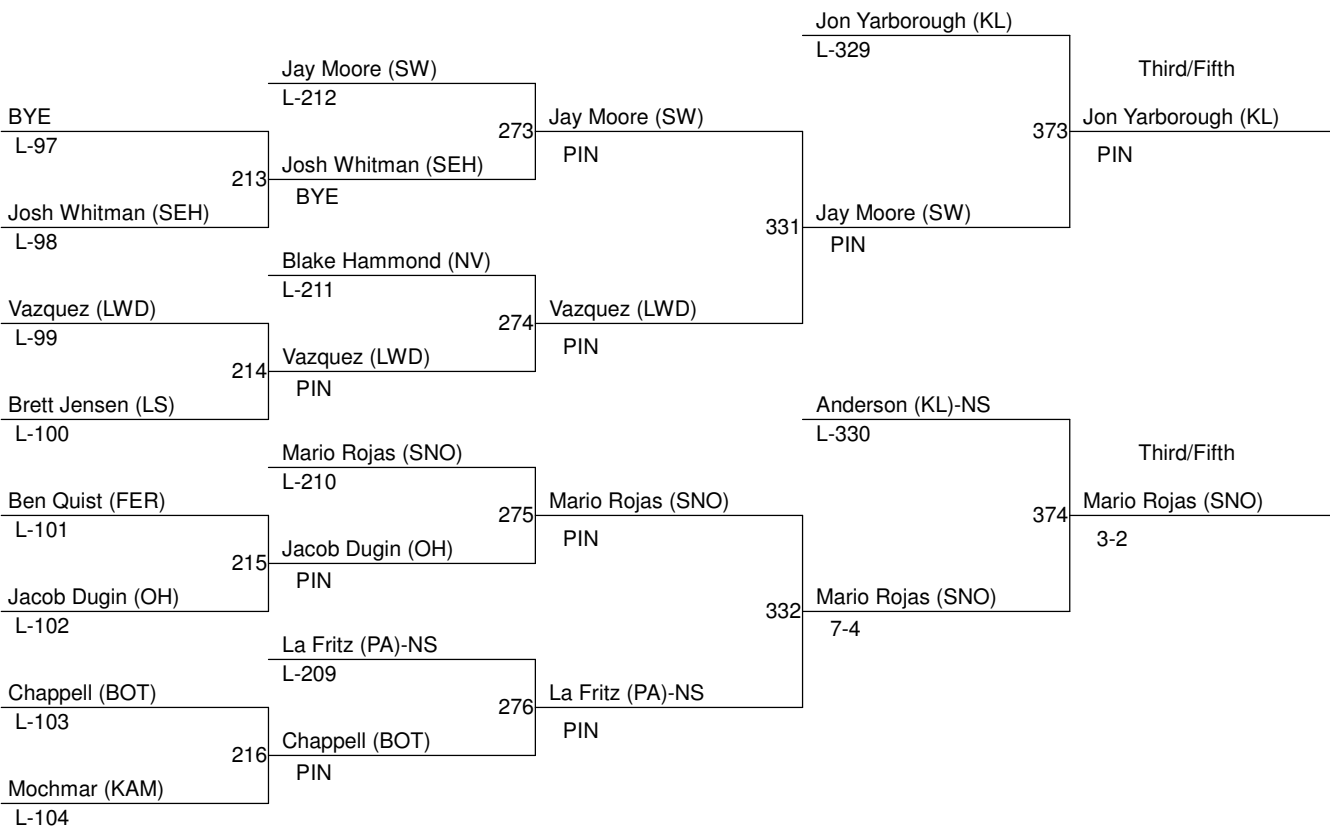 Jon Yarborough (KL)
L-329
Jay Moore (SW)
Third/Fifth
L-212
BYE
273
Jay Moore (SW)
373
Jon Yarborough (KL)
L-97
PIN
PIN
213
Josh Whitman (SEH)
BYE
Josh Whitman (SEH)
331
Jay Moore (SW)
L-98
PIN
Blake Hammond (NV)
L-211
Vazquez (LWD)
274
Vazquez (LWD)
L-99
PIN
214
Vazquez (LWD)
PIN
Brett Jensen (LS)
Anderson (KL)-NS
L-100
L-330
Mario Rojas (SNO)
Third/Fifth
L-210
Ben Quist (FER)
275
Mario Rojas (SNO)
374
Mario Rojas (SNO)
L-101
PIN
3-2
215
Jacob Dugin (OH)
PIN
Jacob Dugin (OH)
332
Mario Rojas (SNO)
L-102
7-4
La Fritz (PA)-NS
L-209
Chappell (BOT)
276
La Fritz (PA)-NS
L-103
PIN
216
Chappell (BOT)
PIN
Mochmar (KAM)
L-104